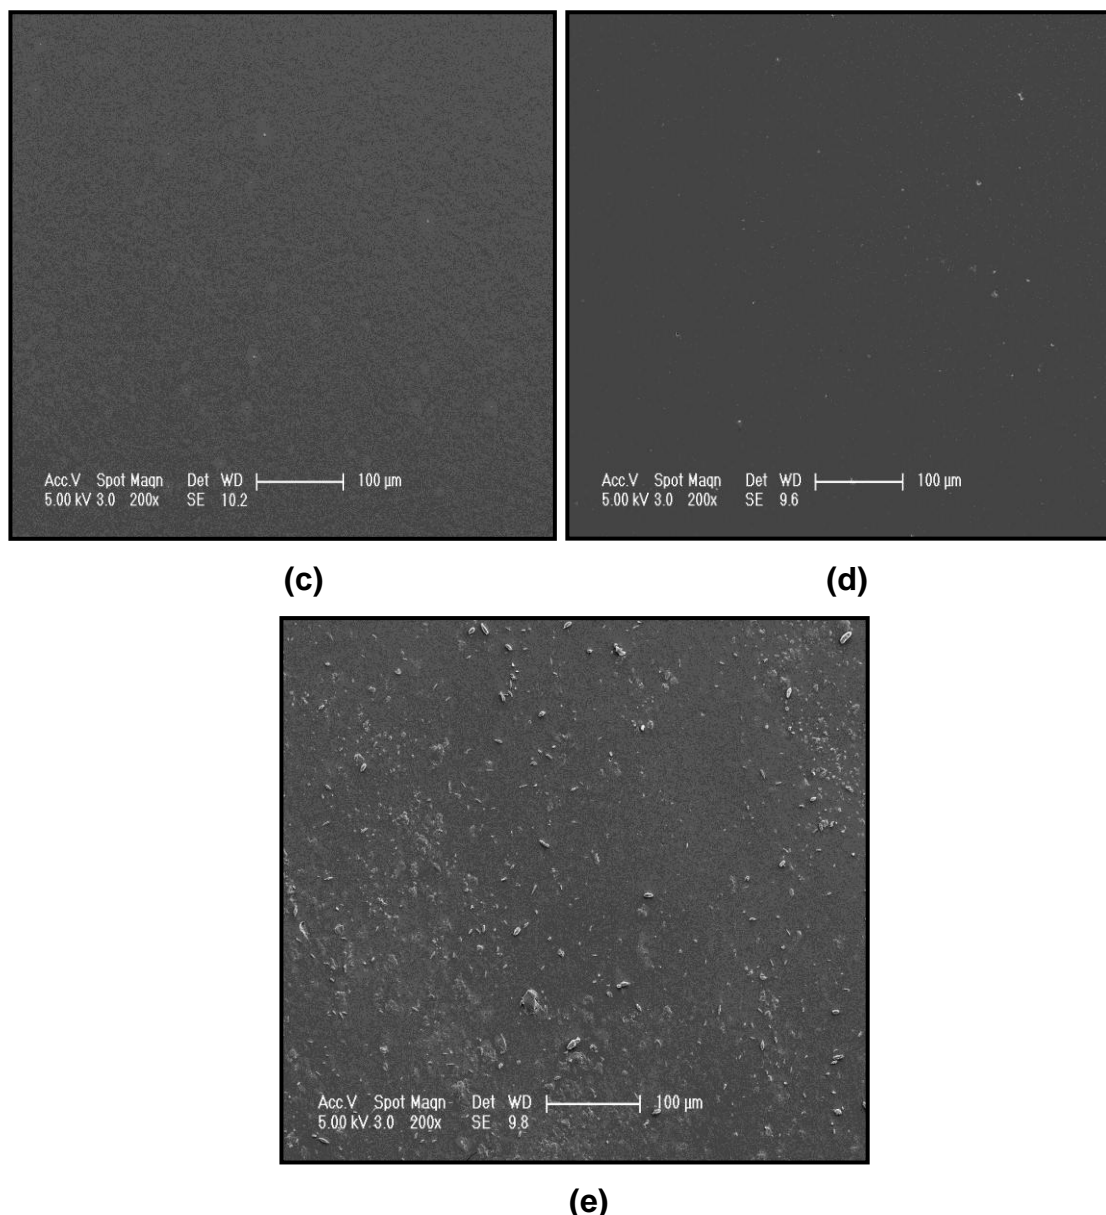 Acc.V Spot Magn Det WD 100 µm
5.00 kV 3.0 200x SE 10.2
Acc.V Spot Magn Det WD 100 µm
5.00 kV 3.0 200x SE 9.6
(c)
(d)
Acc.V Spot Magn Det WD 100 µm
5.00 kV 3.0 200x SE 9.8
(e)